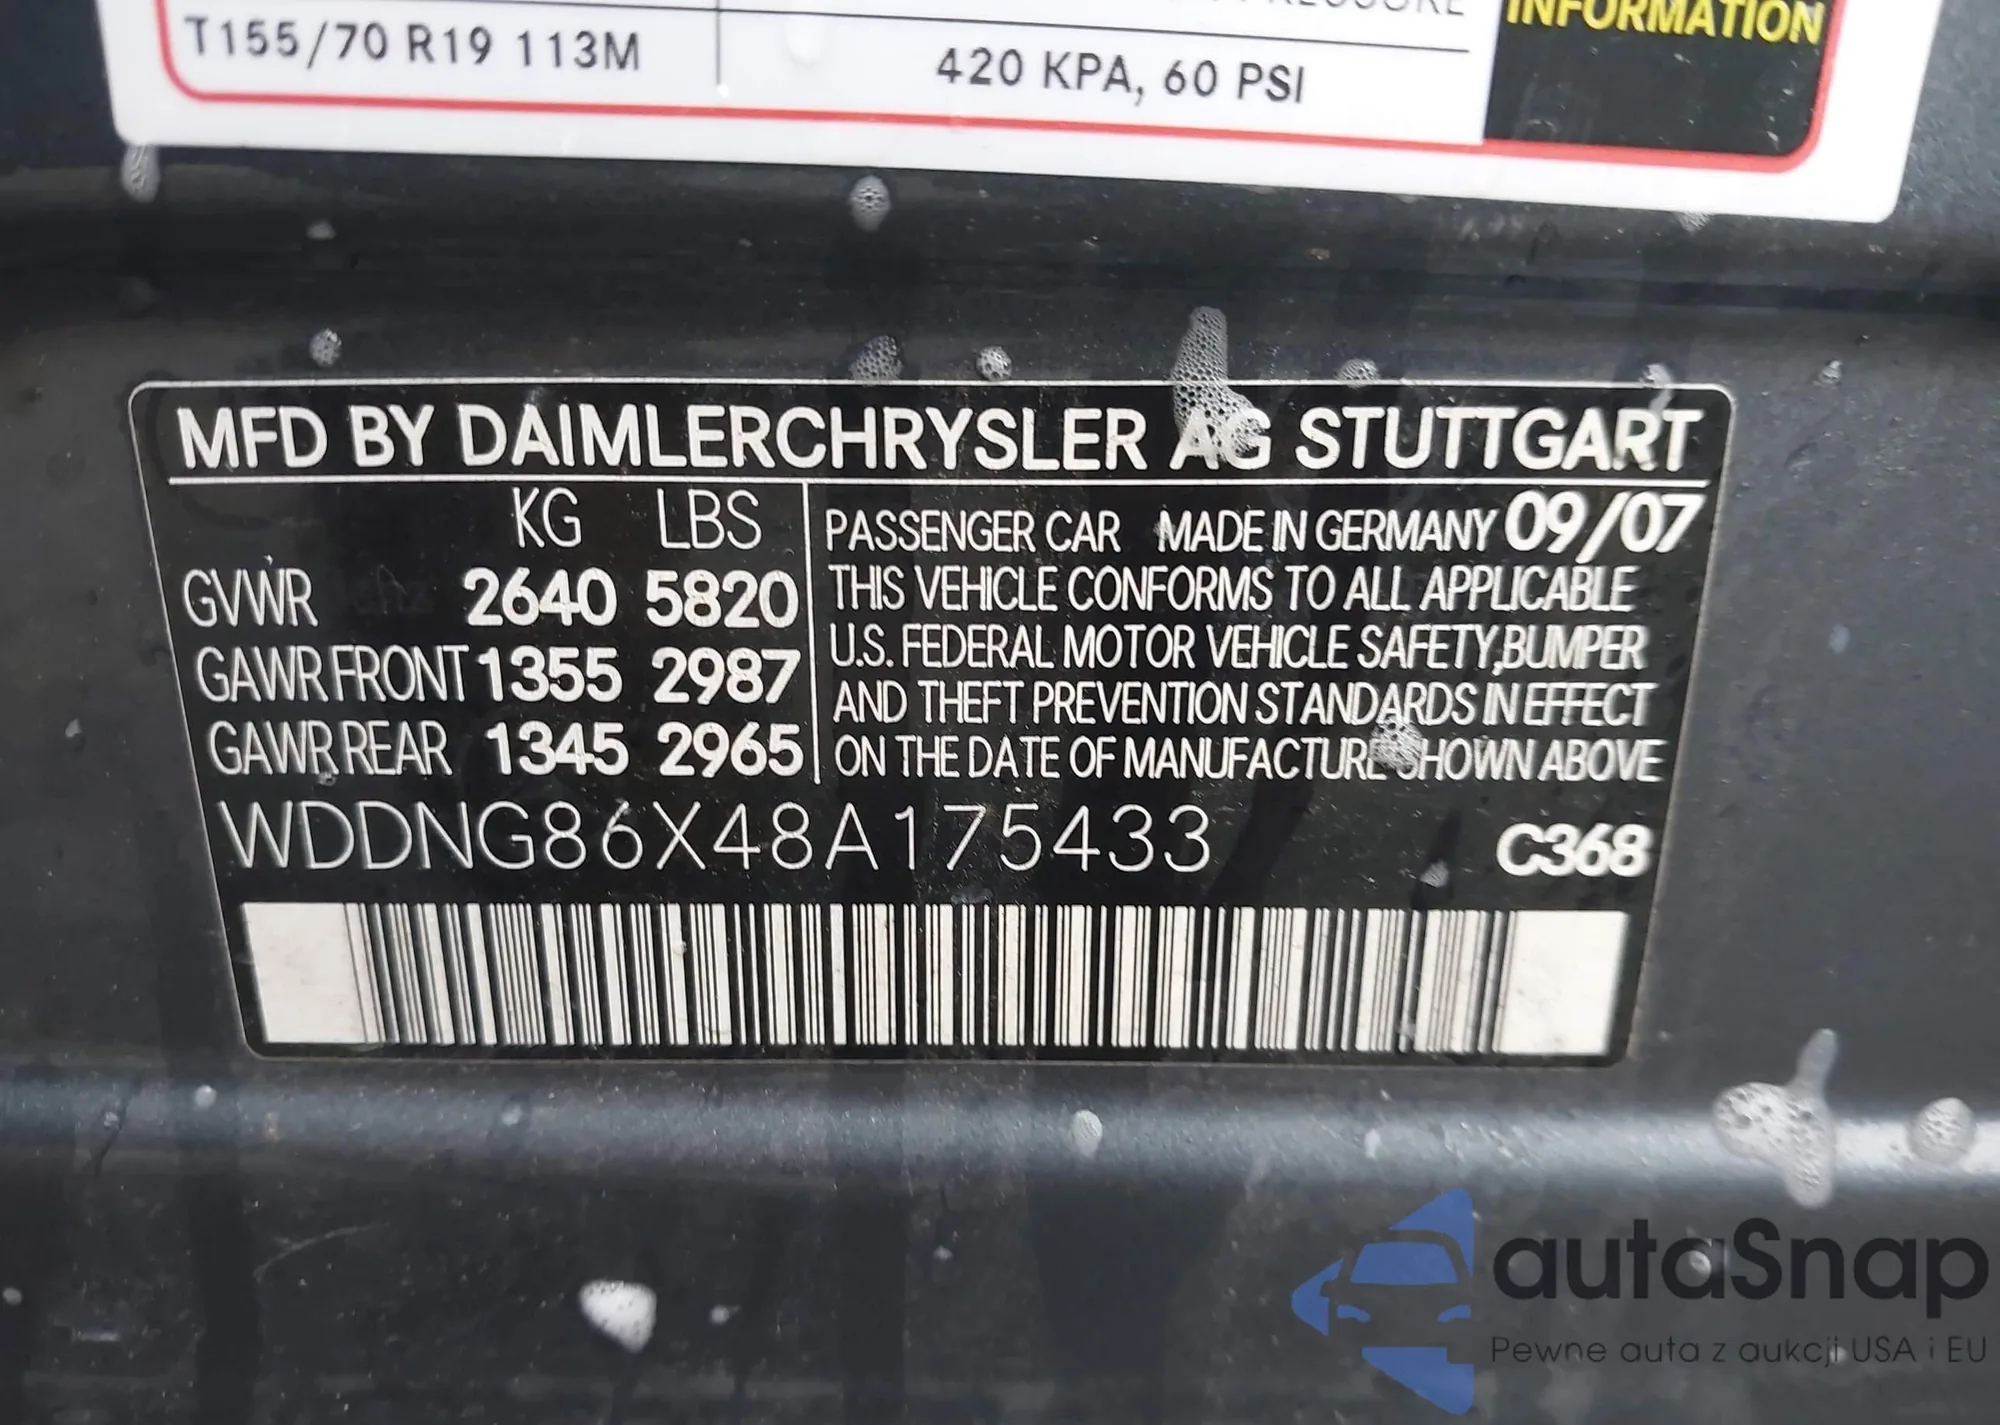 T155/70 R19 113M
420 KPA, 60 PSI
INFORMATION
MFD BY DAIMLERCHRYSLER AG STUTTGART
KG LBS
GVWR 2640 5820
GAWR FRONT 1355 2987
GAWR REAR 1345 2965
PASSENGER CAR MADE IN GERMANY 09/07
THIS VEHICLE CONFORMS TO ALL APPLICABLE
U.S. FEDERAL MOTOR VEHICLE SAFETY,BUMPER
AND THEFT PREVENTION STANDARDS IN EFFECT
ON THE DATE OF MANUFACTURE SHOWN ABOVE
WDDNG86X48A175433
C368
autaSnap
Pewne auta z aukcji USA i EU